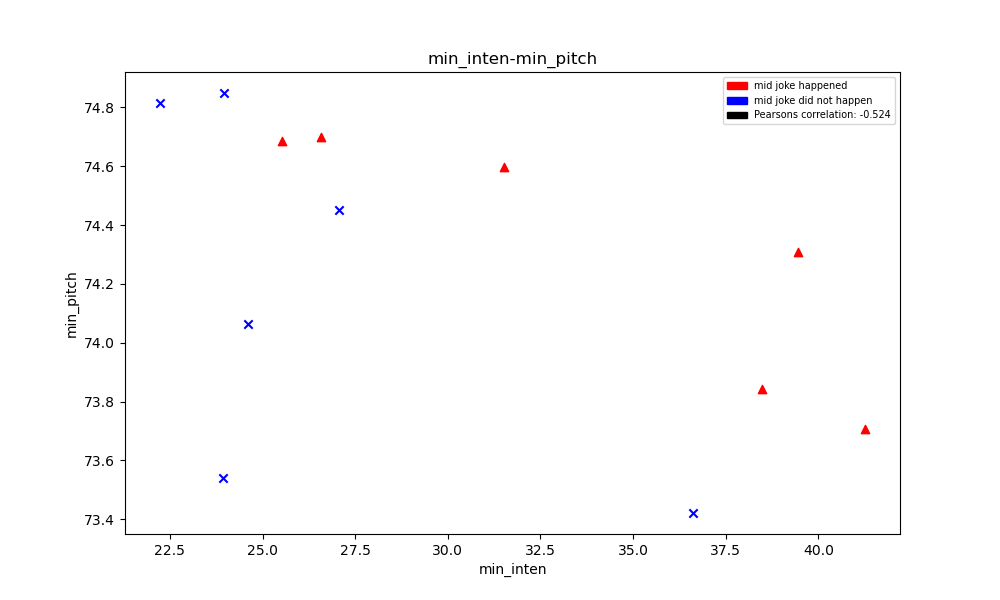 min_inten-min_pitch
mid joke happened
mid joke did not happen
Pearsons correlation: -0.524
74.8
74.6
74.4
74.2
74.0
73.8
73.6
73.4
min_pitch
22.5 25.0 27.5 30.0 32.5 35.0 37.5 40.0
min_inten